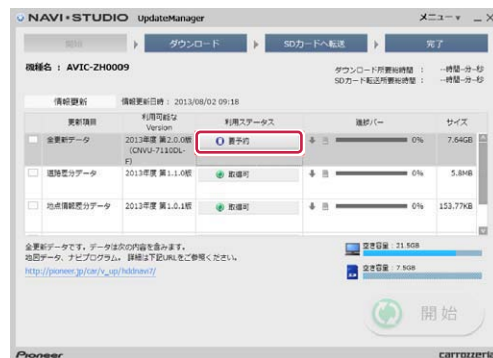 NAVI•STUDIO UpdateManager
メニュー
開始
ダウンロード
SDカードへ転送
完了
機種名 : AVIC-ZH0009
ダウンロード所要総時間 : --時間-分-秒
SDカード転送所要総時間 : --時間-分-秒
情報更新
情報更新日時 : 2013/08/02 09:18
更新項目
利用可能な
Version
利用ステータス
進捗バー
サイズ
全更新データ
2013年度 第2.0.0版
(CNVU-7110DL-
F)
要予約
0%
7.64GB
道路差分データ
2013年度 第1.1.0版
取得可
0%
5.8MB
地点情報差分データ
2013年度 第1.0.1版
取得可
0%
153.77KB
全更新データです。データは次の内容を含みます。
地図データ、ナビプログラム。 詳細は下記URLをご参照ください。
http://pioneer.jp/car/v_up/hddnavi7/
空き容量 : 21.5GB
空き容量 : 7.5GB
開始
Pioneer
carrozzeria